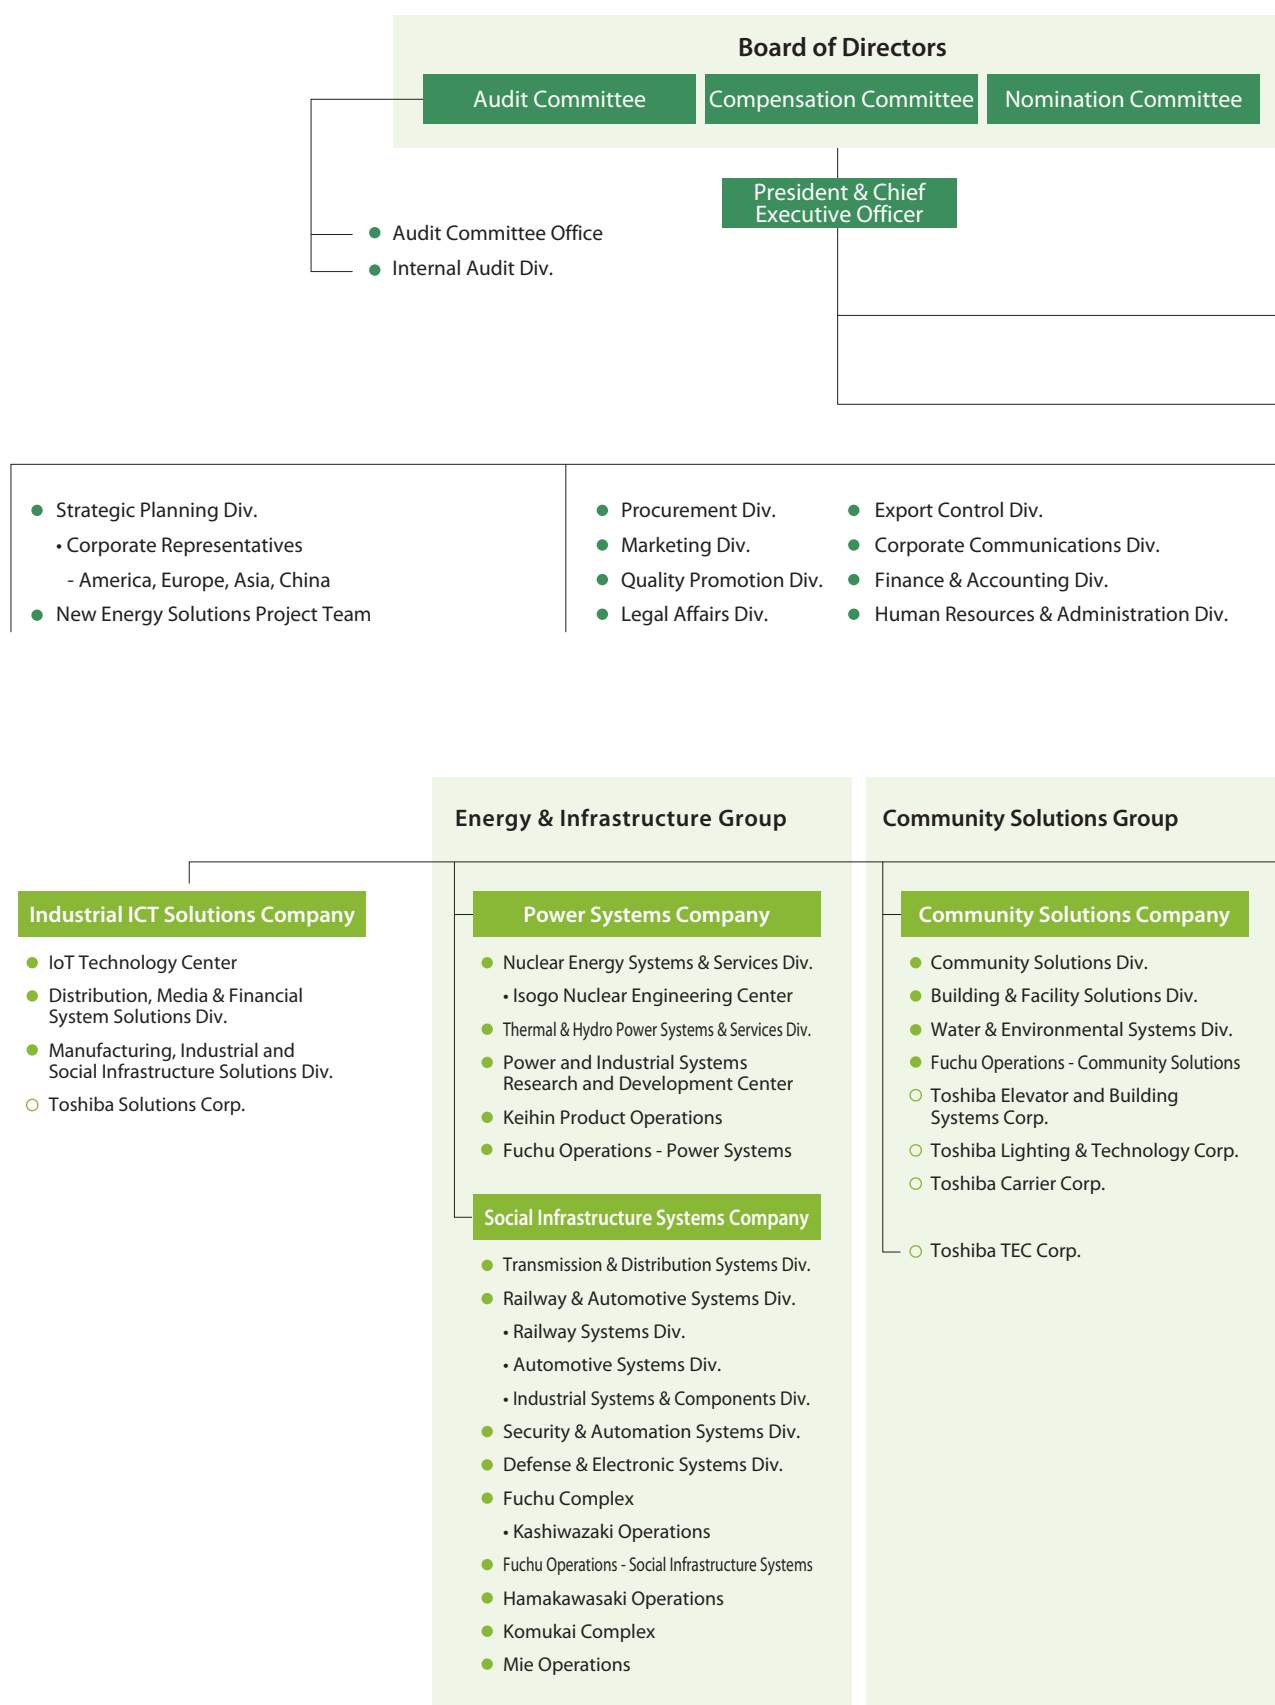 Board of Directors
Audit Committee
Compensation Committee
Nomination Committee
President & Chief
Executive Officer
Audit Committee Office
Internal Audit Div.
Strategic Planning Div.
• Corporate Representatives
- America, Europe, Asia, China
New Energy Solutions Project Team
Procurement Div.
Marketing Div.
Quality Promotion Div.
Legal Affairs Div.
Export Control Div.
Corporate Communications Div.
Finance & Accounting Div.
Human Resources & Administration Div.
Industrial ICT Solutions Company
IoT Technology Center
Distribution, Media & Financial
System Solutions Div.
Manufacturing, Industrial and
Social Infrastructure Solutions Div.
Toshiba Solutions Corp.
Energy & Infrastructure Group
Power Systems Company
Nuclear Energy Systems & Services Div.
• Isogo Nuclear Engineering Center
Thermal & Hydro Power Systems & Services Div.
Power and Industrial Systems
Research and Development Center
Keihin Product Operations
Fuchu Operations - Power Systems
Social Infrastructure Systems Company
Transmission & Distribution Systems Div.
Railway & Automotive Systems Div.
• Railway Systems Div.
• Automotive Systems Div.
• Industrial Systems & Components Div.
Security & Automation Systems Div.
Defense & Electronic Systems Div.
Fuchu Complex
• Kashiwazaki Operations
Fuchu Operations - Social Infrastructure Systems
Hamakawasaki Operations
Komukai Complex
Mie Operations
Community Solutions Group
Community Solutions Company
Community Solutions Div.
Building & Facility Solutions Div.
Water & Environmental Systems Div.
Fuchu Operations - Community Solutions
Toshiba Elevator and Building
Systems Corp.
Toshiba Lighting & Technology Corp.
Toshiba Carrier Corp.
Toshiba TEC Corp.